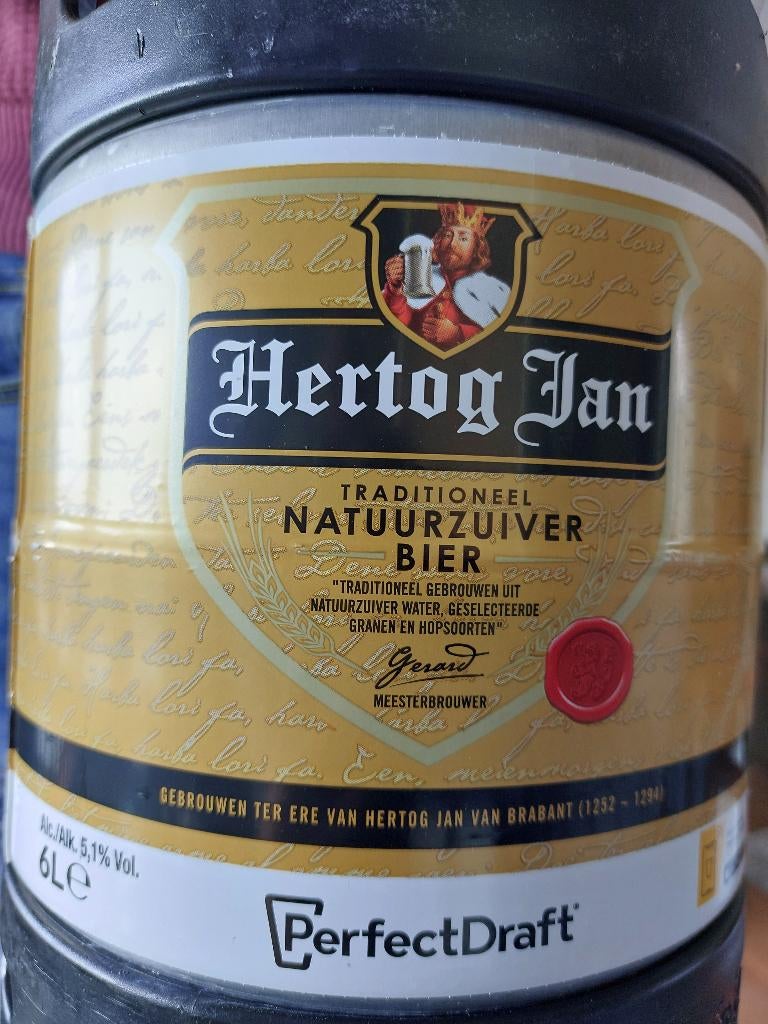 Hertog Jan
TRADITIONEEL
NATUURZUIVER
BIER
"TRADITIONEEL GEBROUWEN UIT
NATUURZUIVER WATER, GESELECTEERDE
GRANEN EN HOPSOORTEN"
Gerard
MEESTERBROUWER
GEBROUWEN TER ERE VAN HERTOG JAN VAN BRABANT (1252 – 1294)
Alc./Alk. 5,1% Vol.
6L℮
PerfectDraft